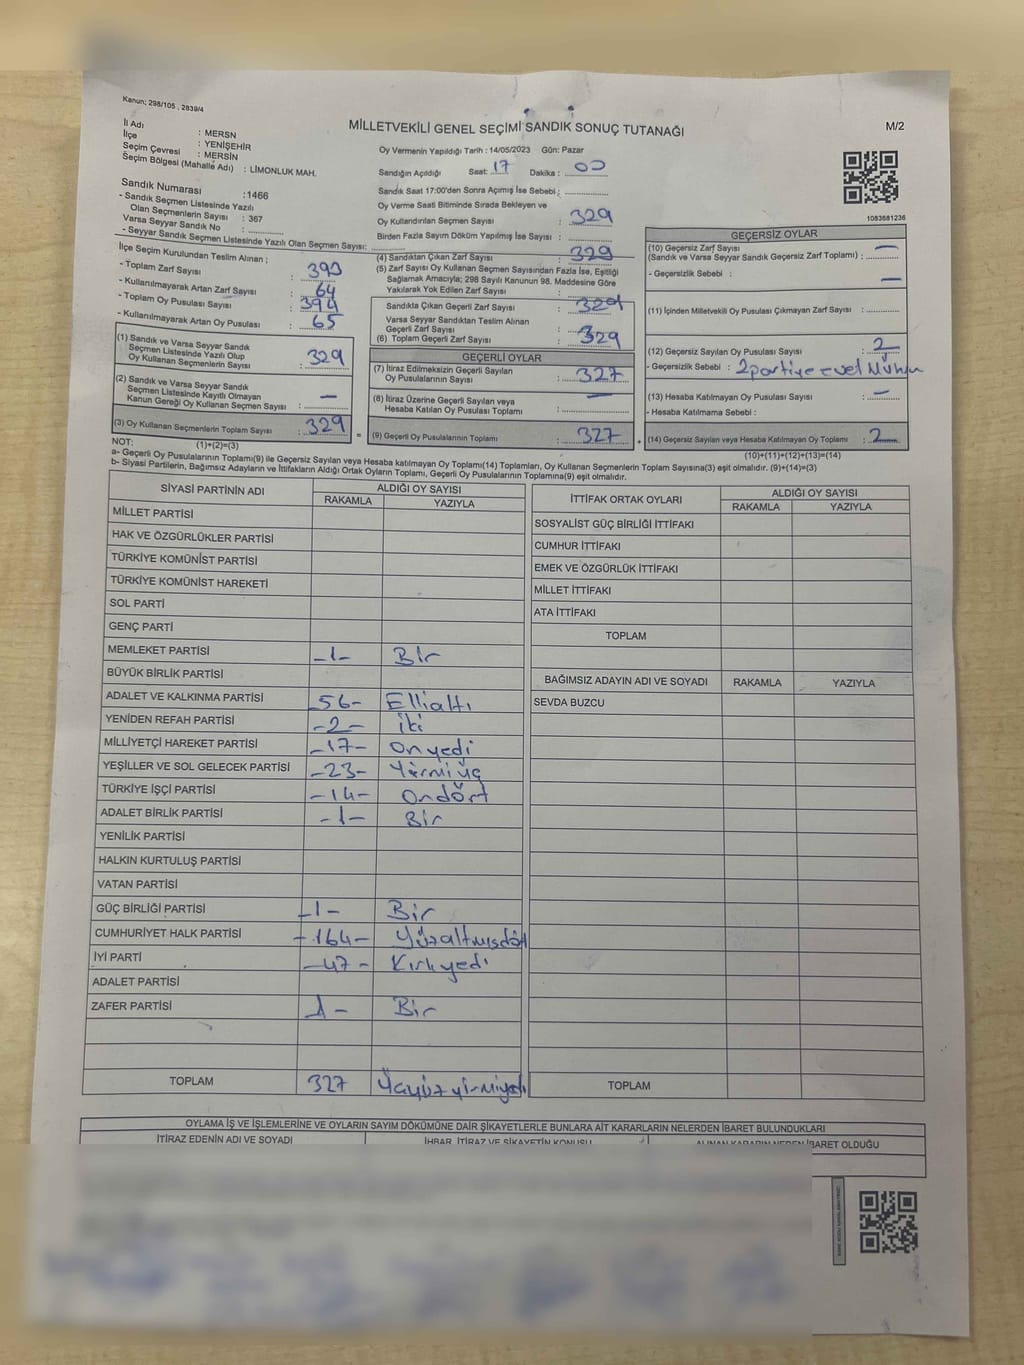 Kanun; 298/105 , 2839/4
MİLLETVEKİLİ GENEL SEÇİMİ SANDIK SONUÇ TUTANAĞI
M/2
İl Adı : MERSN
İlçe : YENİŞEHİR
Seçim Çevresi : MERSİN
Seçim Bölgesi (Mahalle Adı) : LİMONLUK MAH.
Oy Vermenin Yapıldığı Tarih : 14/05/2023 Gün: Pazar
Sandığın Açıldığı Saat: 17 Dakika : 00
Sandık Saat 17:00'den Sonra Açımış İse Sebebi :
Oy Verme Saati Bitiminde Sırada Bekleyen ve
Oy Kullandırılan Seçmen Sayısı : 329
Birden Fazla Sayım Döküm Yapılmış İse Sayısı :
1083681236
Sandık Numarası :1466
- Sandık Seçmen Listesinde Yazılı
Olan Seçmenlerin Sayısı : 367
Varsa Seyyar Sandık No :
- Seyyar Sandık Seçmen Listesinde Yazılı Olan Seçmen Sayısı:
İlçe Seçim Kurulundan Teslim Alınan ;
- Toplam Zarf Sayısı :
- Kullanılmayarak Artan Zarf Sayısı : 64
- Toplam Oy Pusulası Sayısı : 394
- Kullanılmayarak Artan Oy Pusulası : 65
(4) Sandıktan Çıkan Zarf Sayısı : 329
(5) Zarf Sayısı Oy Kullanan Seçmen Sayısından Fazla İse, Eşitliği
Sağlamak Amacıyla; 298 Sayılı Kanunun 98. Maddesine Göre
Yakılarak Yok Edilen Zarf Sayısı :
Sandıkta Çıkan Geçerli Zarf Sayısı : 329
Varsa Seyyar Sandıktan Teslim Alınan
Geçerli Zarf Sayısı :
(6) Toplam Geçerli Zarf Sayısı : 329
GEÇERSİZ OYLAR
(10) Geçersiz Zarf Sayısı —
(Sandık ve Varsa Seyyar Sandık Geçersiz Zarf Toplamı) :
- Geçersizlik Sebebi : —
(11) İçinden Milletvekili Oy Pusulası Çıkmayan Zarf Sayısı :
(12) Geçersiz Sayılan Oy Pusulası Sayısı : 2
- Geçersizlik Sebebi : 2 partiye evet
(13) Hesaba Katılmayan Oy Pusulası Sayısı : —
- Hesaba Katılmama Sebebi :
(14) Geçersiz Sayılan veya Hesaba Katılmayan Oy Toplamı : 2
(10)+(11)+(12)+(13)=(14)
(1) Sandık ve Varsa Seyyar Sandık
Seçmen Listesinde Yazılı Olup
Oy Kullanan Seçmenlerin Sayısı : 329
(2) Sandık ve Varsa Seyyar Sandık
Seçmen Listesinde Kayıtlı Olmayan
Kanun Gereği Oy Kullanan Seçmen Sayısı : —
(3) Oy Kullanan Seçmenlerin Toplam Sayısı : 329
(1)+(2)=(3)
GEÇERLİ OYLAR
(7) İtiraz Edilmeksizin Geçerli Sayılan
Oy Pusulalarının Sayısı : 327
(8) İtiraz Üzerine Geçerli Sayılan veya
Hesaba Katılan Oy Pusulası Toplamı :
(9) Geçerli Oy Pusulalarının Toplamı : 327
NOT:
a- Geçerli Oy Pusulaları Toplamı(9) ile Geçersiz Sayılan veya Hesaba katılmayan Oy Toplamı(14) Toplamları, Oy Kullanan Seçmenlerin Toplam Sayısına(3) eşit olmalıdır. (9)+(14)=(3)
b- Siyasi Partilerin, Bağımsız Adayların ve İttifakların Aldığı Ortak Oyların Toplamı, Geçerli Oy Pusulalarının Toplamına(9) eşit olmalıdır.
SİYASİ PARTİNİN ADI ALDIĞI OY SAYISI
RAKAMLA YAZIYLA
MİLLET PARTİSİ
HAK VE ÖZGÜRLÜKLER PARTİSİ
TÜRKİYE KOMÜNİST PARTİSİ
TÜRKİYE KOMÜNİST HAREKETİ
SOL PARTİ
GENÇ PARTİ
MEMLEKET PARTİSİ -1- Bir
BÜYÜK BİRLİK PARTİSİ
ADALET VE KALKINMA PARTİSİ -56- Ellialtı
YENİDEN REFAH PARTİSİ -2- iki
MİLLİYETÇİ HAREKET PARTİSİ -17- Onyedi
YEŞİLLER VE SOL GELECEK PARTİSİ -23- Yirmiüç
TÜRKİYE İŞÇİ PARTİSİ -14- Ondört
ADALET BİRLİK PARTİSİ -1- Bir
YENİLİK PARTİSİ
HALKIN KURTULUŞ PARTİSİ
VATAN PARTİSİ
GÜÇ BİRLİĞİ PARTİSİ -1- Bir
CUMHURİYET HALK PARTİSİ -164- Yüzaltmışdört
İYİ PARTİ -47- Kırkyedi
ADALET PARTİSİ
ZAFER PARTİSİ 1- Bir
TOPLAM 327 Üçyüzyirmiyedi
İTTİFAK ORTAK OYLARI ALDIĞI OY SAYISI
RAKAMLA YAZIYLA
SOSYALİST GÜÇ BİRLİĞİ İTTİFAKI
CUMHUR İTTİFAKI
EMEK VE ÖZGÜRLÜK İTTİFAKI
MİLLET İTTİFAKI
ATA İTTİFAKI
TOPLAM
BAĞIMSIZ ADAYIN ADI VE SOYADI RAKAMLA YAZIYLA
SEVDA BUZCU
TOPLAM
OYLAMA İŞ VE İŞLEMLERİNE VE OYLARIN SAYIM DÖKÜMÜNE DAİR ŞİKAYETLERLE BUNLARA AİT KARARLARIN NELERDEN İBARET BULUNDUKLARI
İTİRAZ EDENİN ADI VE SOYADI İHBAR, İTİRAZ VE ŞİKAYETİN KONUSU ALINAN KARARIN NEDEN İBARET OLDUĞU